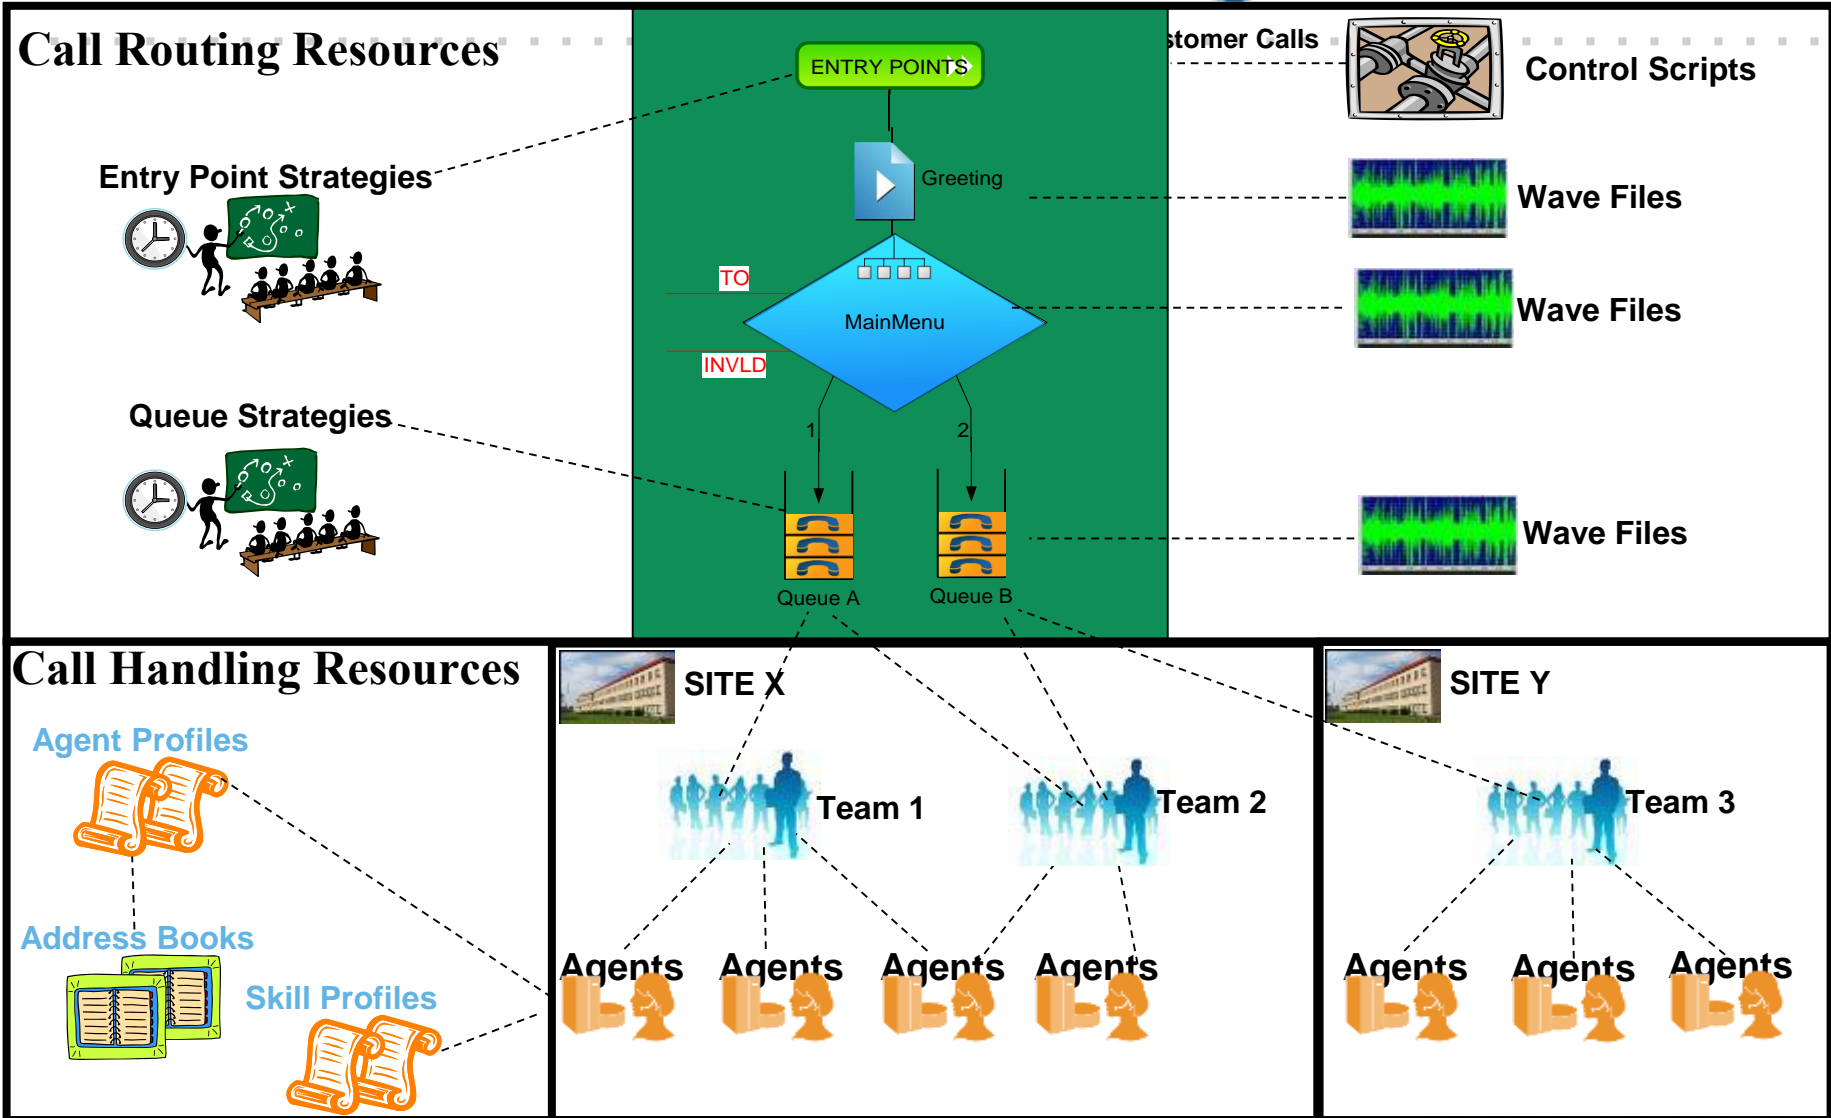 Call Routing Resources
stomer Calls
Control Scripts
ENTRY POINTS
Entry Point Strategies
Greeting
Wave Files
TO
MainMenu
Wave Files
INVLD
Queue Strategies
1
2
Wave Files
Queue A
Queue B
Call Handling Resources
SITE X
SITE Y
Agent Profiles
Team 1
Team 2
Team 3
Address Books
Skill Profiles
Agents
Agents
Agents
Agents
Agents
Agents
Agents